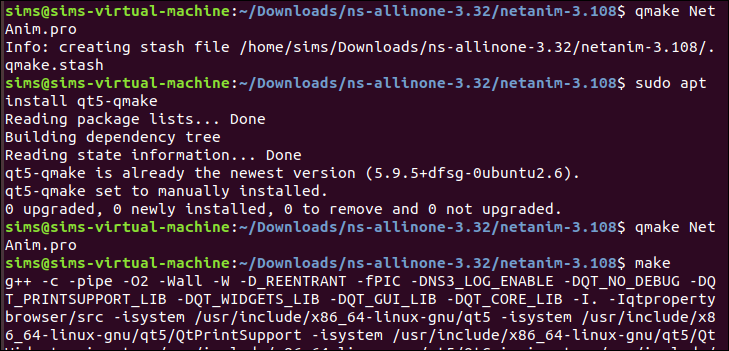 sims@sims-virtual-machine:~/Downloads/ns-allinone-3.32/netanim-3.108$ qmake Net
Anim.pro
Info: creating stash file /home/sims/Downloads/ns-allinone-3.32/netanim-3.108/.
qmake.stash
sims@sims-virtual-machine:~/Downloads/ns-allinone-3.32/netanim-3.108$ sudo apt
install qt5-qmake
Reading package lists... Done
Building dependency tree
Reading state information... Done
qt5-qmake is already the newest version (5.9.5+dfsg-0ubuntu2.6).
qt5-qmake set to manually installed.
0 upgraded, 0 newly installed, 0 to remove and 0 not upgraded.
sims@sims-virtual-machine:~/Downloads/ns-allinone-3.32/netanim-3.108$ qmake Net
Anim.pro
sims@sims-virtual-machine:~/Downloads/ns-allinone-3.32/netanim-3.108$ make
g++ -c -pipe -O2 -Wall -W -D_REENTRANT -fPIC -DNS3_LOG_ENABLE -DQT_NO_DEBUG -DQ
T_PRINTSUPPORT_LIB -DQT_WIDGETS_LIB -DQT_GUI_LIB -DQT_CORE_LIB -I. -Iqtproperty
browser/src -isystem /usr/include/x86_64-linux-gnu/qt5 -isystem /usr/include/x8
6_64-linux-gnu/qt5/QtPrintSupport -isystem /usr/include/x86_64-linux-gnu/qt5/Qt